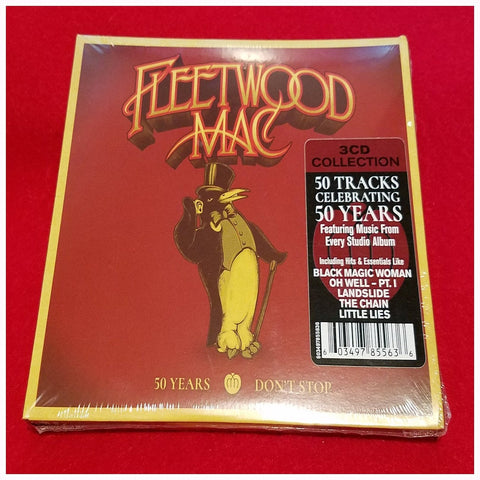 FLEETWOOD
MAC
3CD
COLLECTION
50 TRACKS
CELEBRATING
50 YEARS
Featuring Music From
Every Studio Album
Including Hits & Essentials Like
BLACK MAGIC WOMAN
OH WELL – PT. I
LANDSLIDE
THE CHAIN
LITTLE LIES
6 03497 85563 6
50 YEARS DON'T STOP